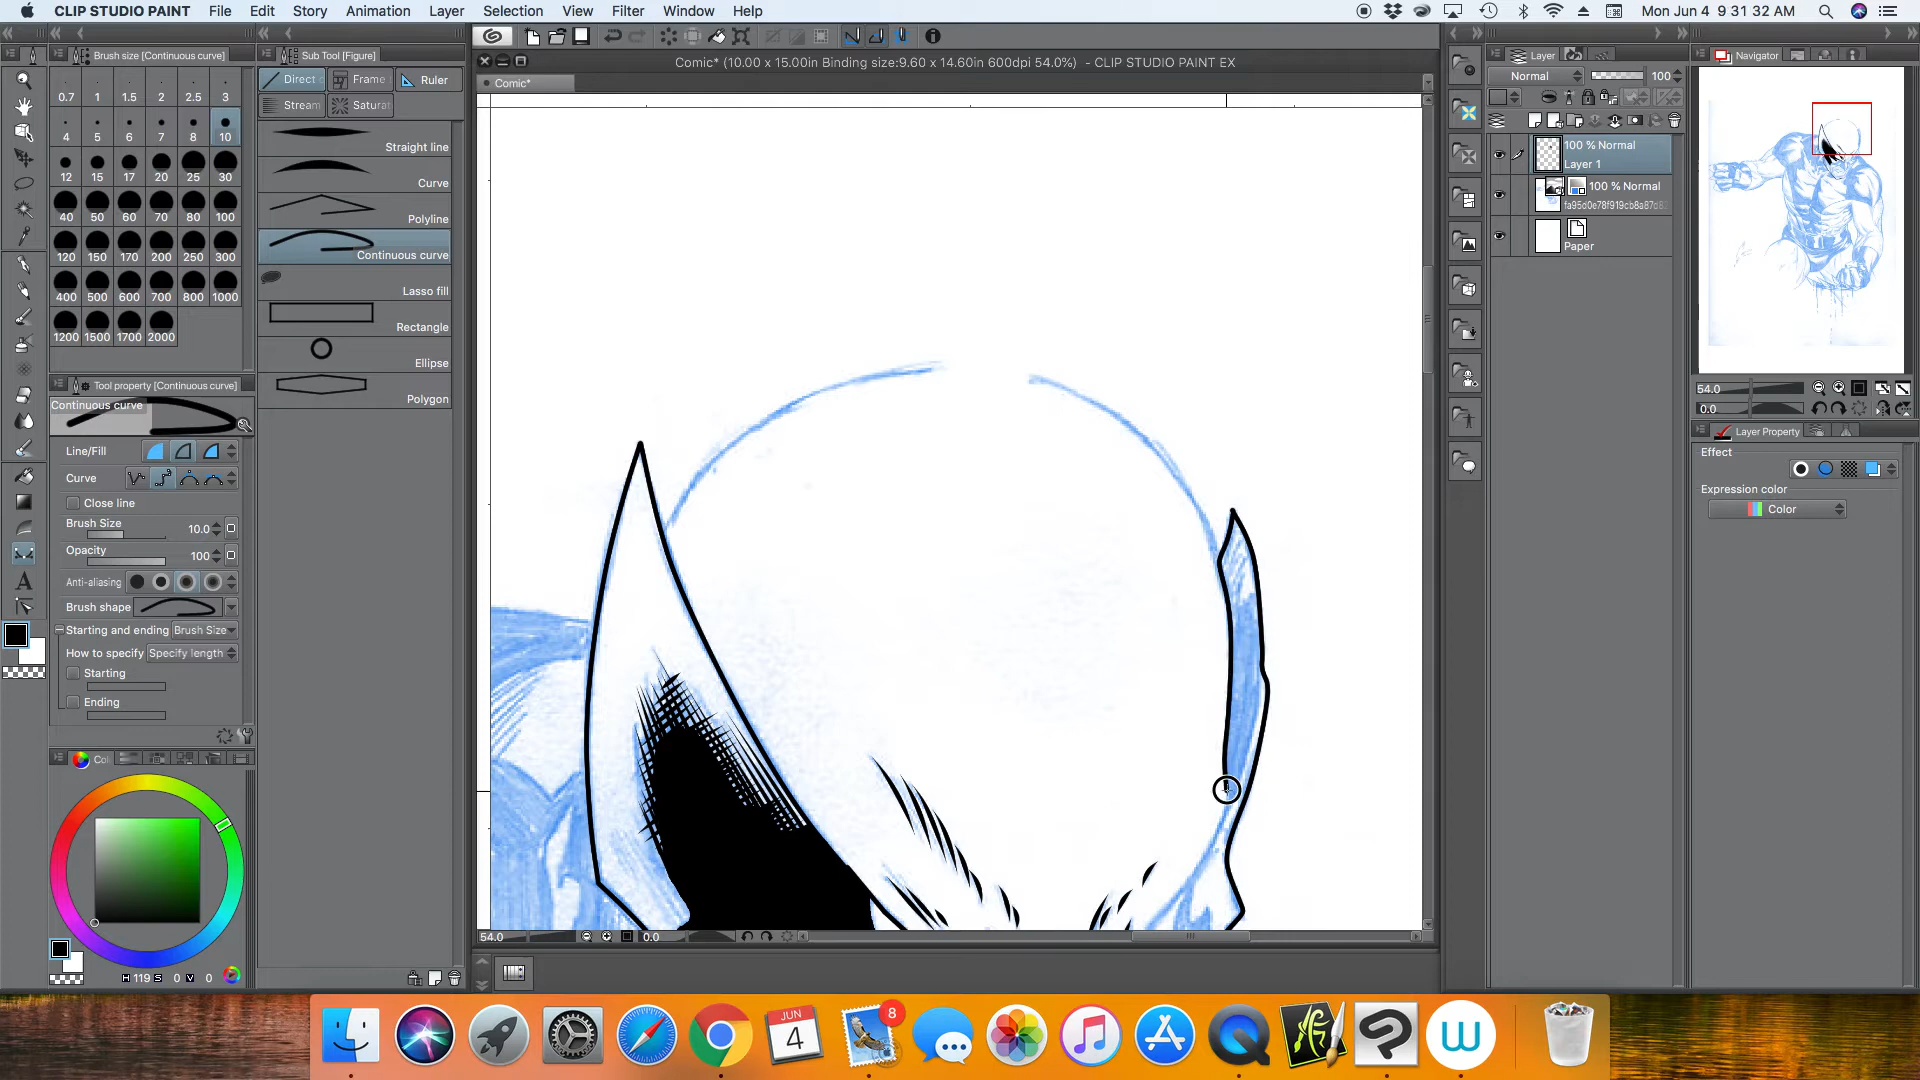 CLIP STUDIO PAINT File Edit Story Animation Layer Selection View Filter Window Help Mon Jun 4 9 31 32 AM
Brush size [Continuous curve]
Sub Tool [Figure]
Comic* (10.00 x 15.00in Binding size:9.60 x 14.60in 600dpi 54.0%) - CLIP STUDIO PAINT EX
Layer
Navigator
Comic*
Direct
Frame
Ruler
Stream
Saturat
0.7 1 1.5 2 2.5 3
4 5 6 7 8 10
12 15 17 20 25 30
40 50 60 70 80 100
120 150 170 200 250 300
400 500 600 700 800 1000
1200 1500 1700 2000
Straight line
Curve
Polyline
Continuous curve
Lasso fill
Rectangle
Ellipse
Polygon
Normal 100
100 % Normal
Layer 1
100 % Normal
Paper
54.0
0.0
Layer Property
Effect
Expression color
Color
Tool property [Continuous curve]
Continuous curve
Line/Fill
Curve
Close line
Brush Size 10.0
Opacity 100
Anti-aliasing
Brush shape
Starting and ending Brush Size
How to specify Specify length
Starting
Ending
Co
H 119 S 0 V 0
54.0 0.0
JUN
4
8
W